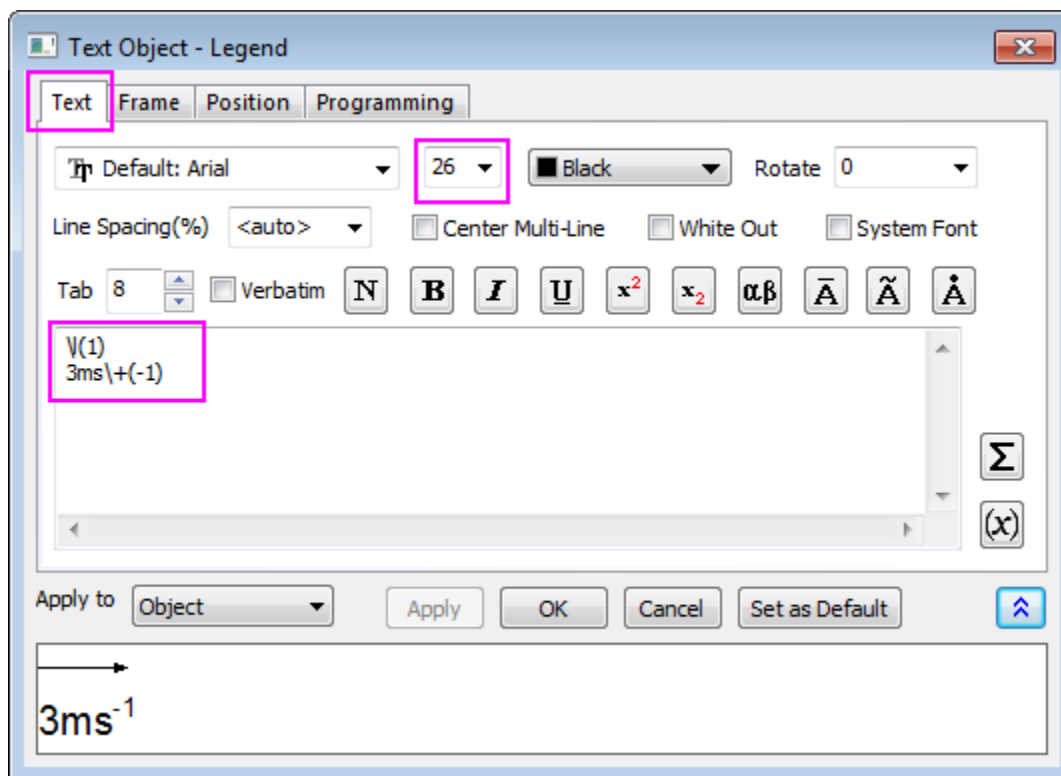 Text Object - Legend
Text Frame Position Programming
Default: Arial 26 Black Rotate 0
Line Spacing(%) <auto> Center Multi-Line White Out System Font
Tab 8 Verbatim N B I U x² x₂ αβ Ā Ã Å
\l(1)
3ms\+(-1)
Σ
(x)
Apply to Object Apply OK Cancel Set as Default
3ms⁻¹